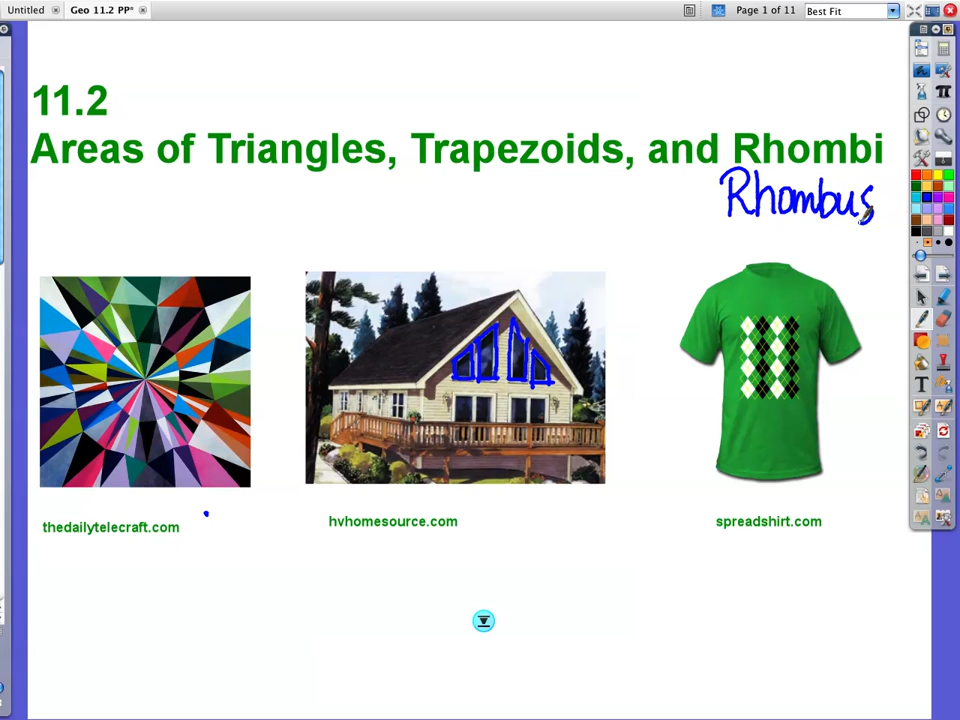 Untitled
Geo 11.2 PP*
Page 1 of 11
Best Fit
11.2
Areas of Triangles, Trapezoids, and Rhombi
Rhombus
thedailytelecraft.com
hvhomesource.com
spreadshirt.com